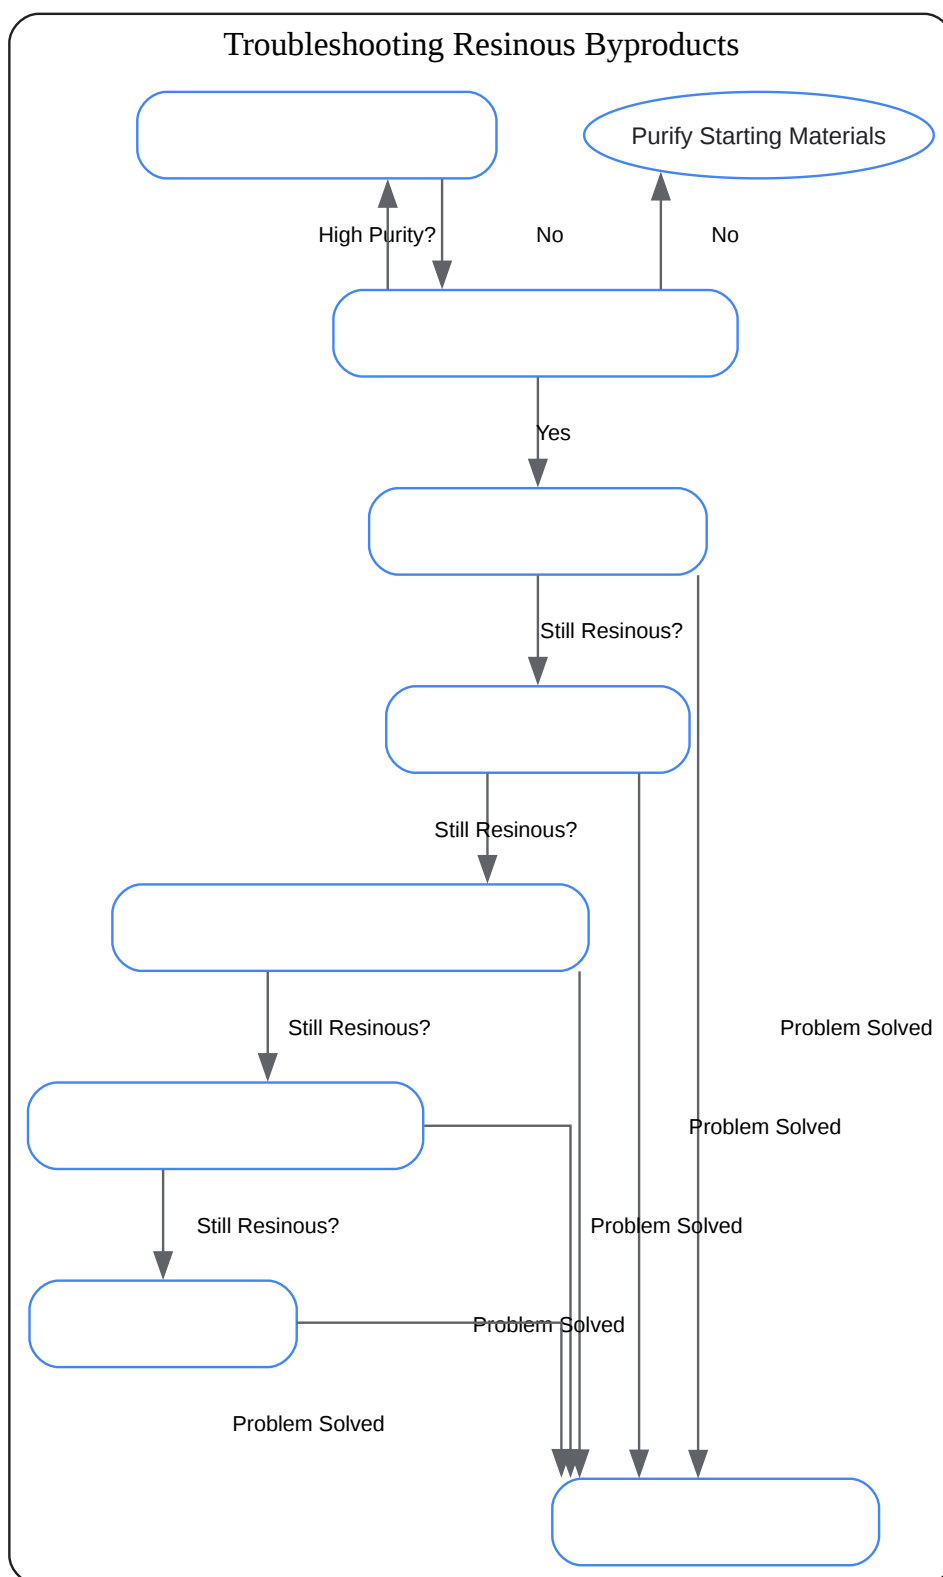 Troubleshooting Resinous Byproducts
Purify Starting Materials
High Purity?
No
No
Yes
Still Resinous?
Still Resinous?
Still Resinous?
Problem Solved
Problem Solved
Still Resinous?
Problem Solved
Problem Solved
Problem Solved